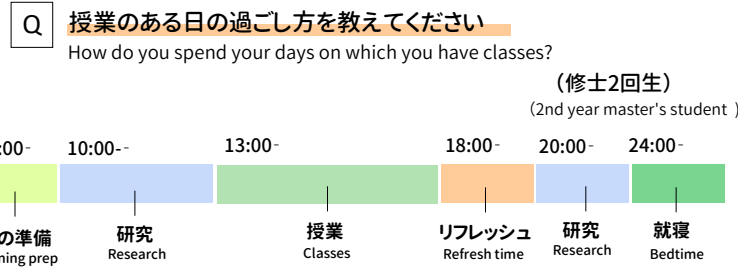 Q
授業のある日の過ごし方を教えてください
How do you spend your days on which you have classes?
（修士2回生）
(2nd year master's student )
:00-
10:00--
13:00-
18:00-
20:00-
24:00-
の準備
研究
授業
リフレッシュ
研究
就寝
prep
Research
Classes
Refresh time
Research
Bedtime